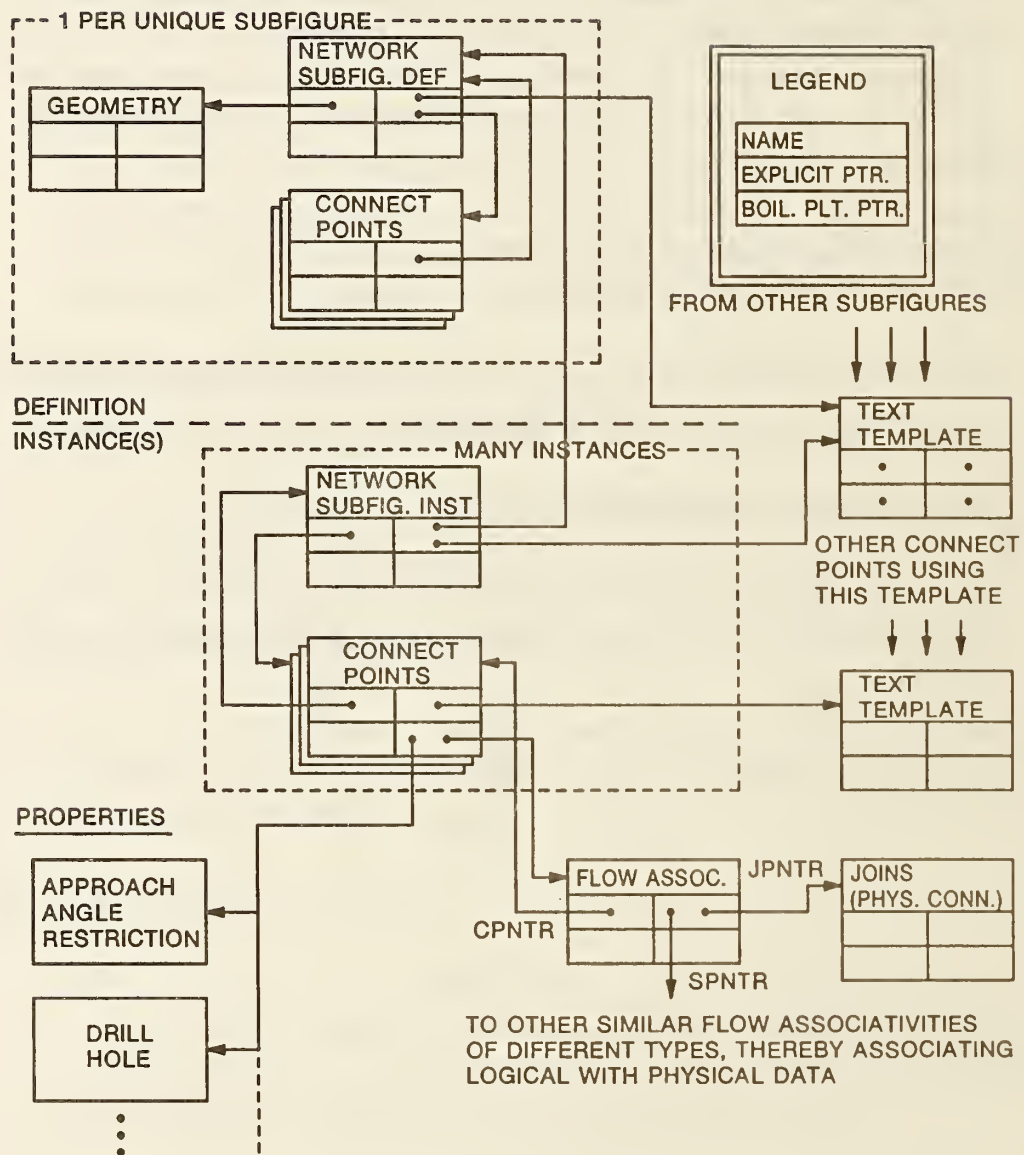 1 PER UNIQUE SUBFIGURE
NETWORK
SUBFIG. DEF
GEOMETRY
CONNECT
POINTS
LEGEND
NAME
EXPLICIT PTR.
BOIL. PLT. PTR.
FROM OTHER SUBFIGURES
DEFINITION
INSTANCE(S)
TEXT
TEMPLATE
MANY INSTANCES
NETWORK
SUBFIG. INST
OTHER CONNECT
POINTS USING
THIS TEMPLATE
CONNECT
POINTS
TEXT
TEMPLATE
PROPERTIES
APPROACH
ANGLE
RESTRICTION
FLOW ASSOC.
JPNTR
JOINS
(PHYS. CONN.)
CPNTR
SPNTR
DRILL
HOLE
TO OTHER SIMILAR FLOW ASSOCIATIVITIES
OF DIFFERENT TYPES, THEREBY ASSOCIATING
LOGICAL WITH PHYSICAL DATA